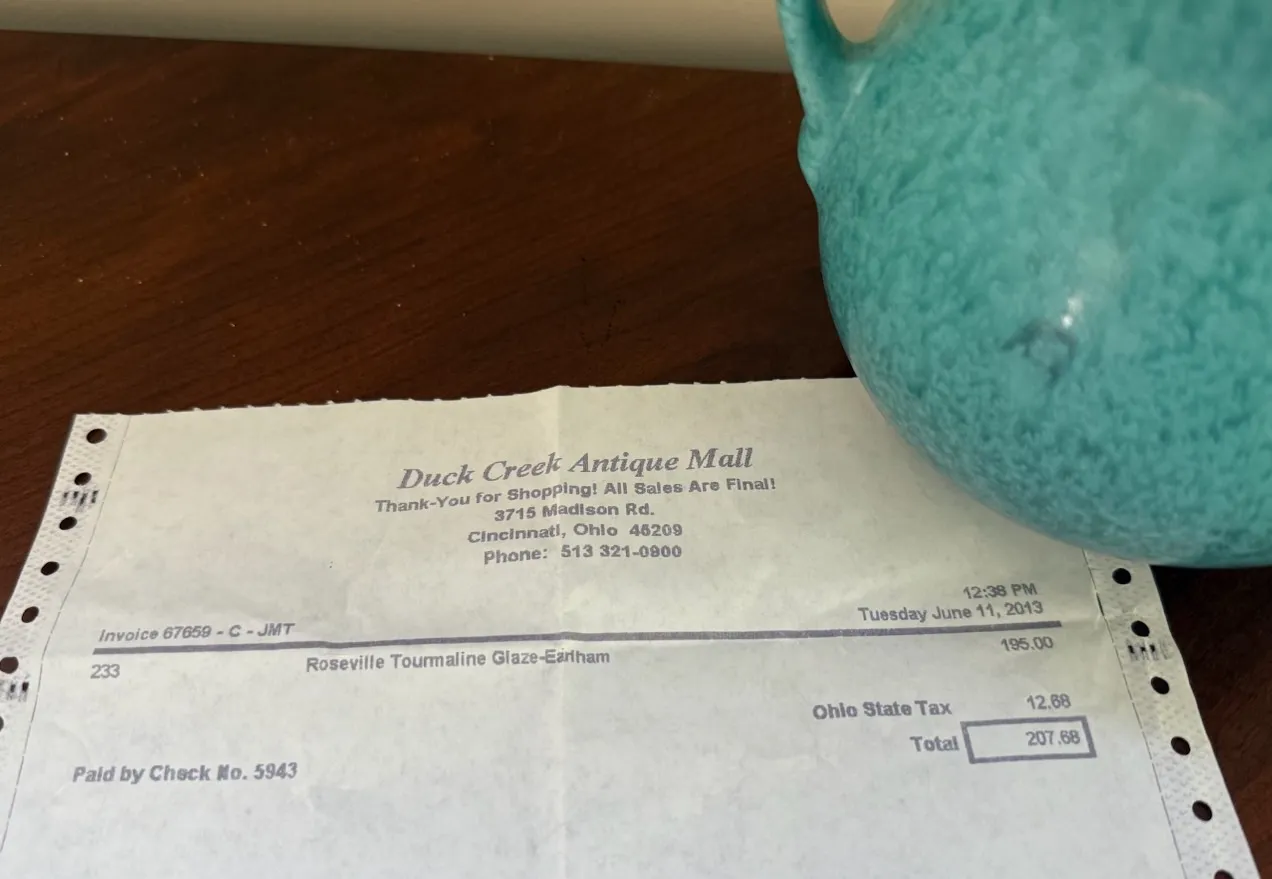 Duck Creek Antique Mall
Thank-You for Shopping! All Sales Are Final!
3715 Madison Rd.
Cincinnati, Ohio 45209
Phone: 513 321-0900
12:38 PM
Invoice 67659 - C - JMT Tuesday June 11, 2013
233 Roseville Tourmaline Glaze-Earlham 195.00
Ohio State Tax 12.68
Total 207.68
Paid by Check No. 5943